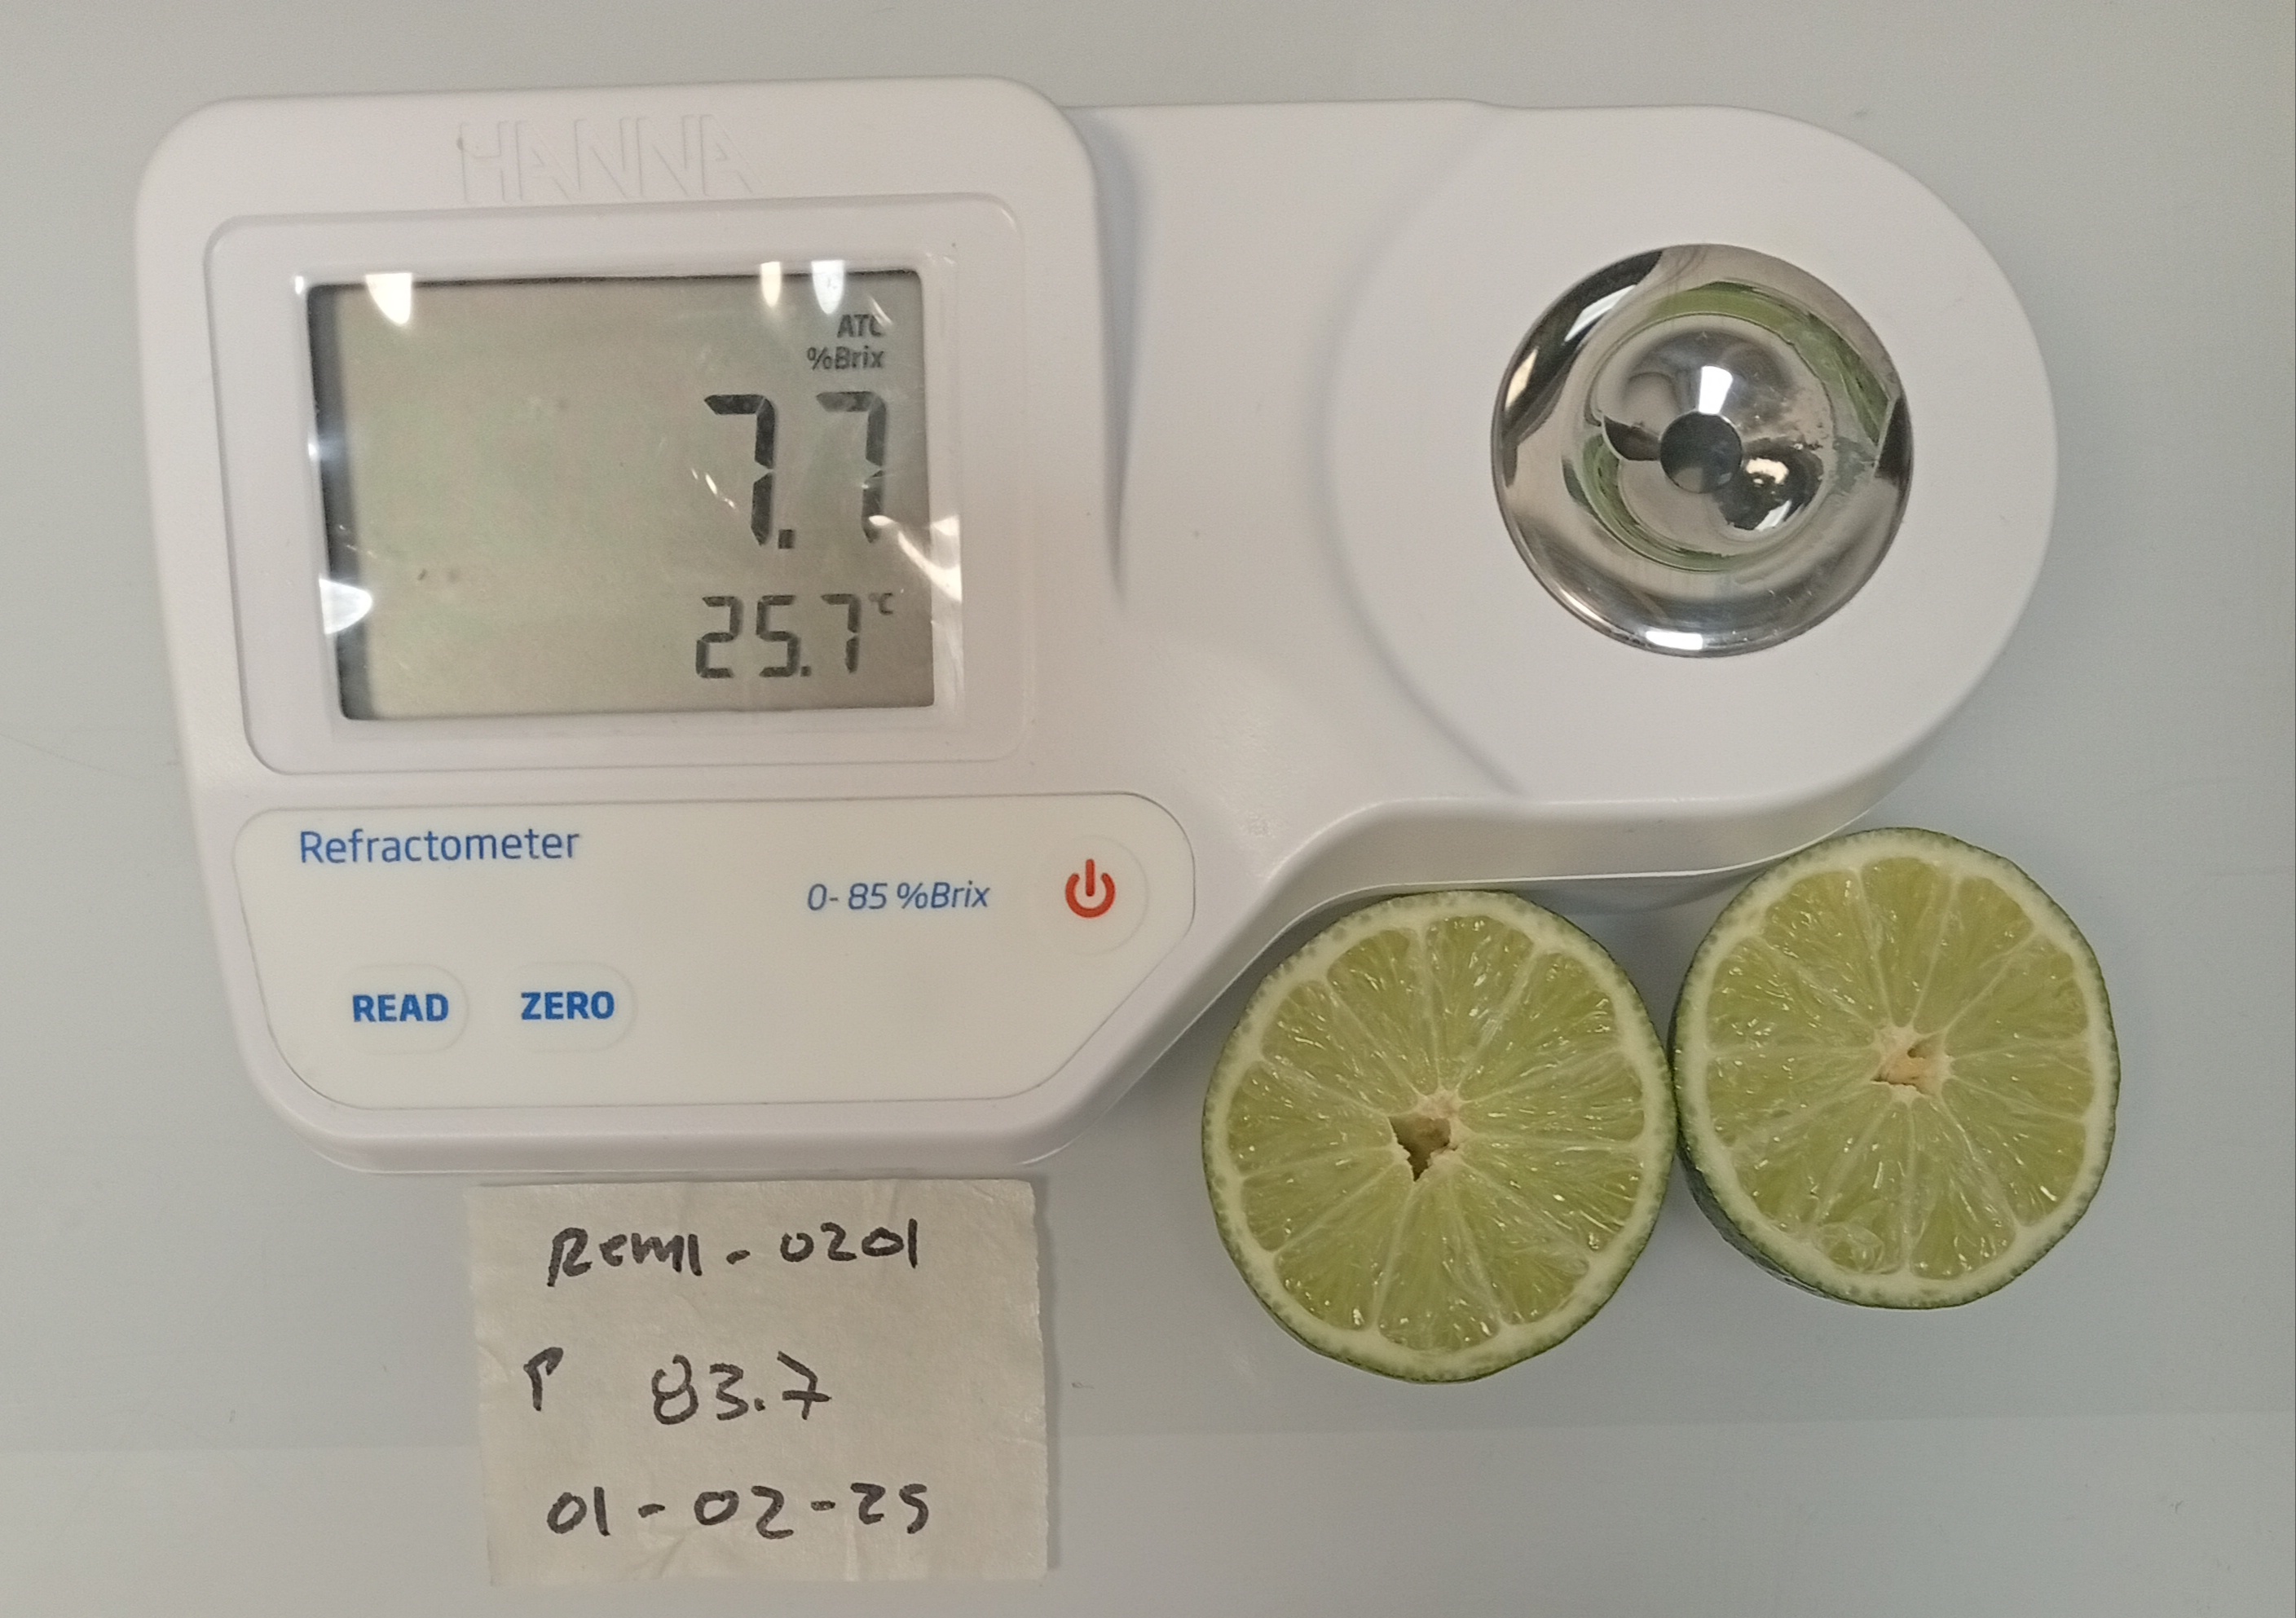 HANNA
ATC
%Brix
7.7
25.7°C
Refractometer
0-85 %Brix
READ ZERO
Remi-0201
P 83.7
01-02-25